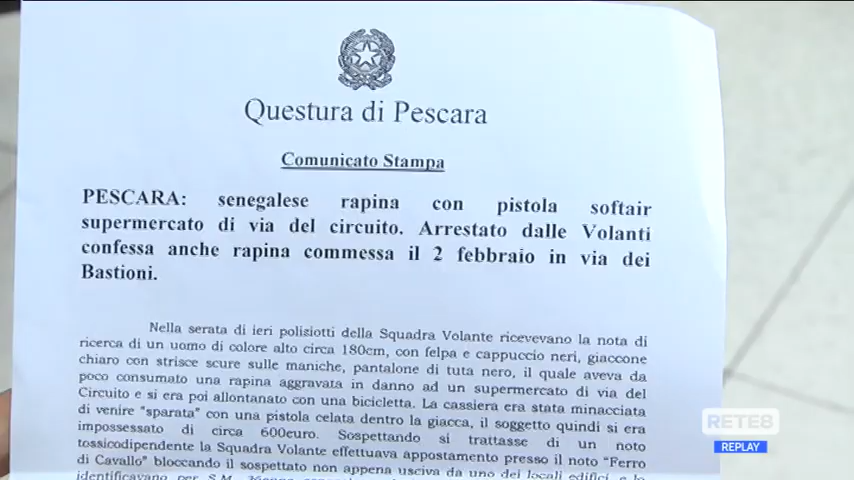 Questura di Pescara
Comunicato Stampa
PESCARA: senegalese rapina con pistola softair
supermercato di via del circuito. Arrestato dalle Volanti
confessa anche rapina commessa il 2 febbraio in via dei
Bastioni.
Nella serata di ieri poliziotti della Squadra Volante ricevevano la nota di
ricerca di un uomo di colore alto circa 180cm, con felpa e cappuccio neri, giaccone
chiaro con strisce scure sulle maniche, pantalone di tuta nero, il quale aveva da
poco consumato una rapina aggravata in danno ad un supermercato di via del
Circuito e si era poi allontanato con una bicicletta. La cassiera era stata minacciata
di venire "sparata" con una pistola celata dentro la giacca, il soggetto quindi si era
impossessato di circa 600euro. Sospettando si trattasse di un noto
tossicodipendente la Squadra Volante effettuava appostamento presso il noto "Ferro
di Cavallo" bloccando il sospettato non appena usciva da uno dei locali edifici, e lo
identificavano per S.M.
RETE8
REPLAY